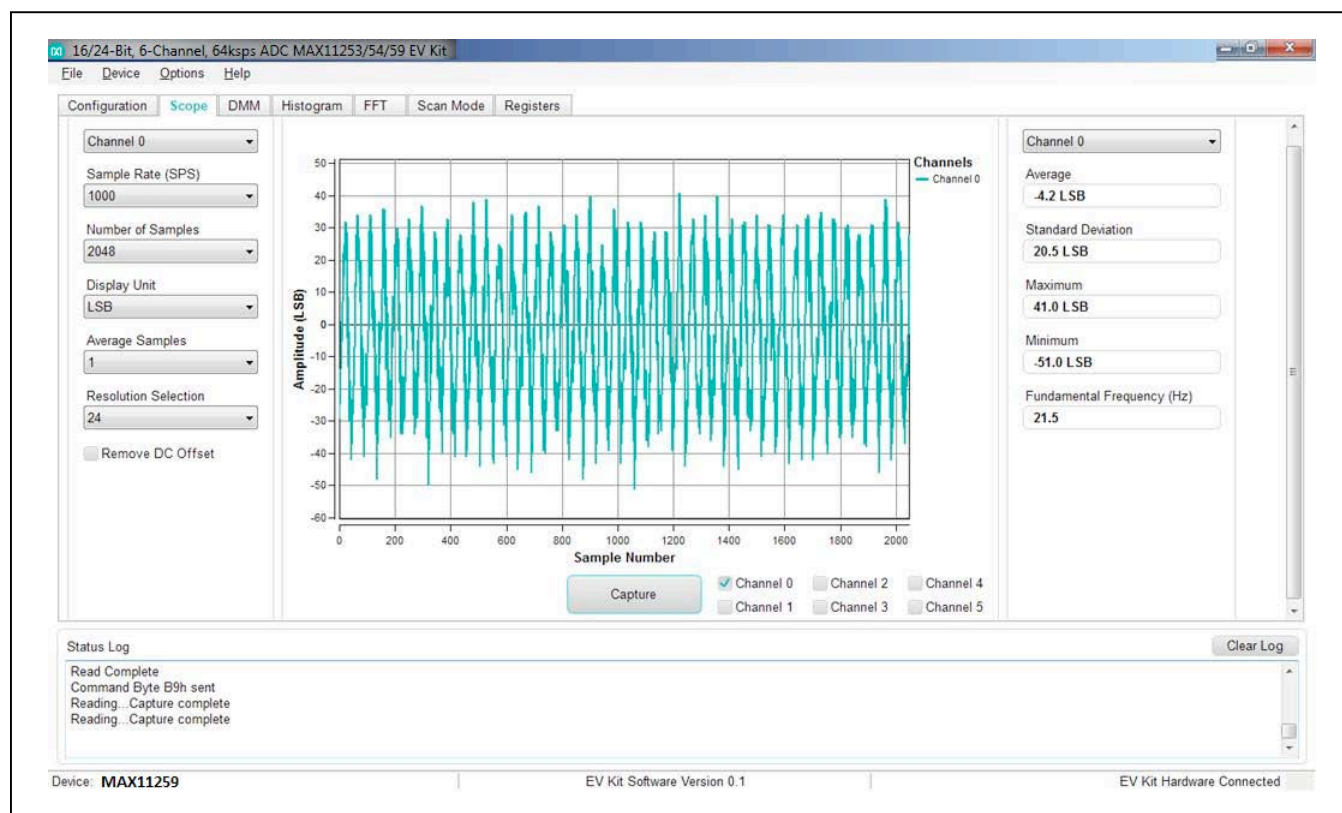 16/24-Bit, 6-Channel, 64ksps ADC MAX11253/54/59 EV Kit
File Device Options Help
Configuration Scope DMM Histogram FFT Scan Mode Registers
Channel 0
Sample Rate (SPS)
1000
Number of Samples
2048
Display Unit
LSB
Average Samples
1
Resolution Selection
24
Remove DC Offset
Amplitude (LSB)
50
40
30
20
10
0
-10
-20
-30
-40
-50
-60
0 200 400 600 800 1000 1200 1400 1600 1800 2000
Sample Number
Channels
Channel 0
Capture
Channel 0 Channel 2 Channel 4
Channel 1 Channel 3 Channel 5
Channel 0
Average
-4.2 LSB
Standard Deviation
20.5 LSB
Maximum
41.0 LSB
Minimum
-51.0 LSB
Fundamental Frequency (Hz)
21.5
Status Log
Clear Log
Read Complete
Command Byte B9h sent
Reading...Capture complete
Reading...Capture complete
Device: MAX11259
EV Kit Software Version 0.1
EV Kit Hardware Connected